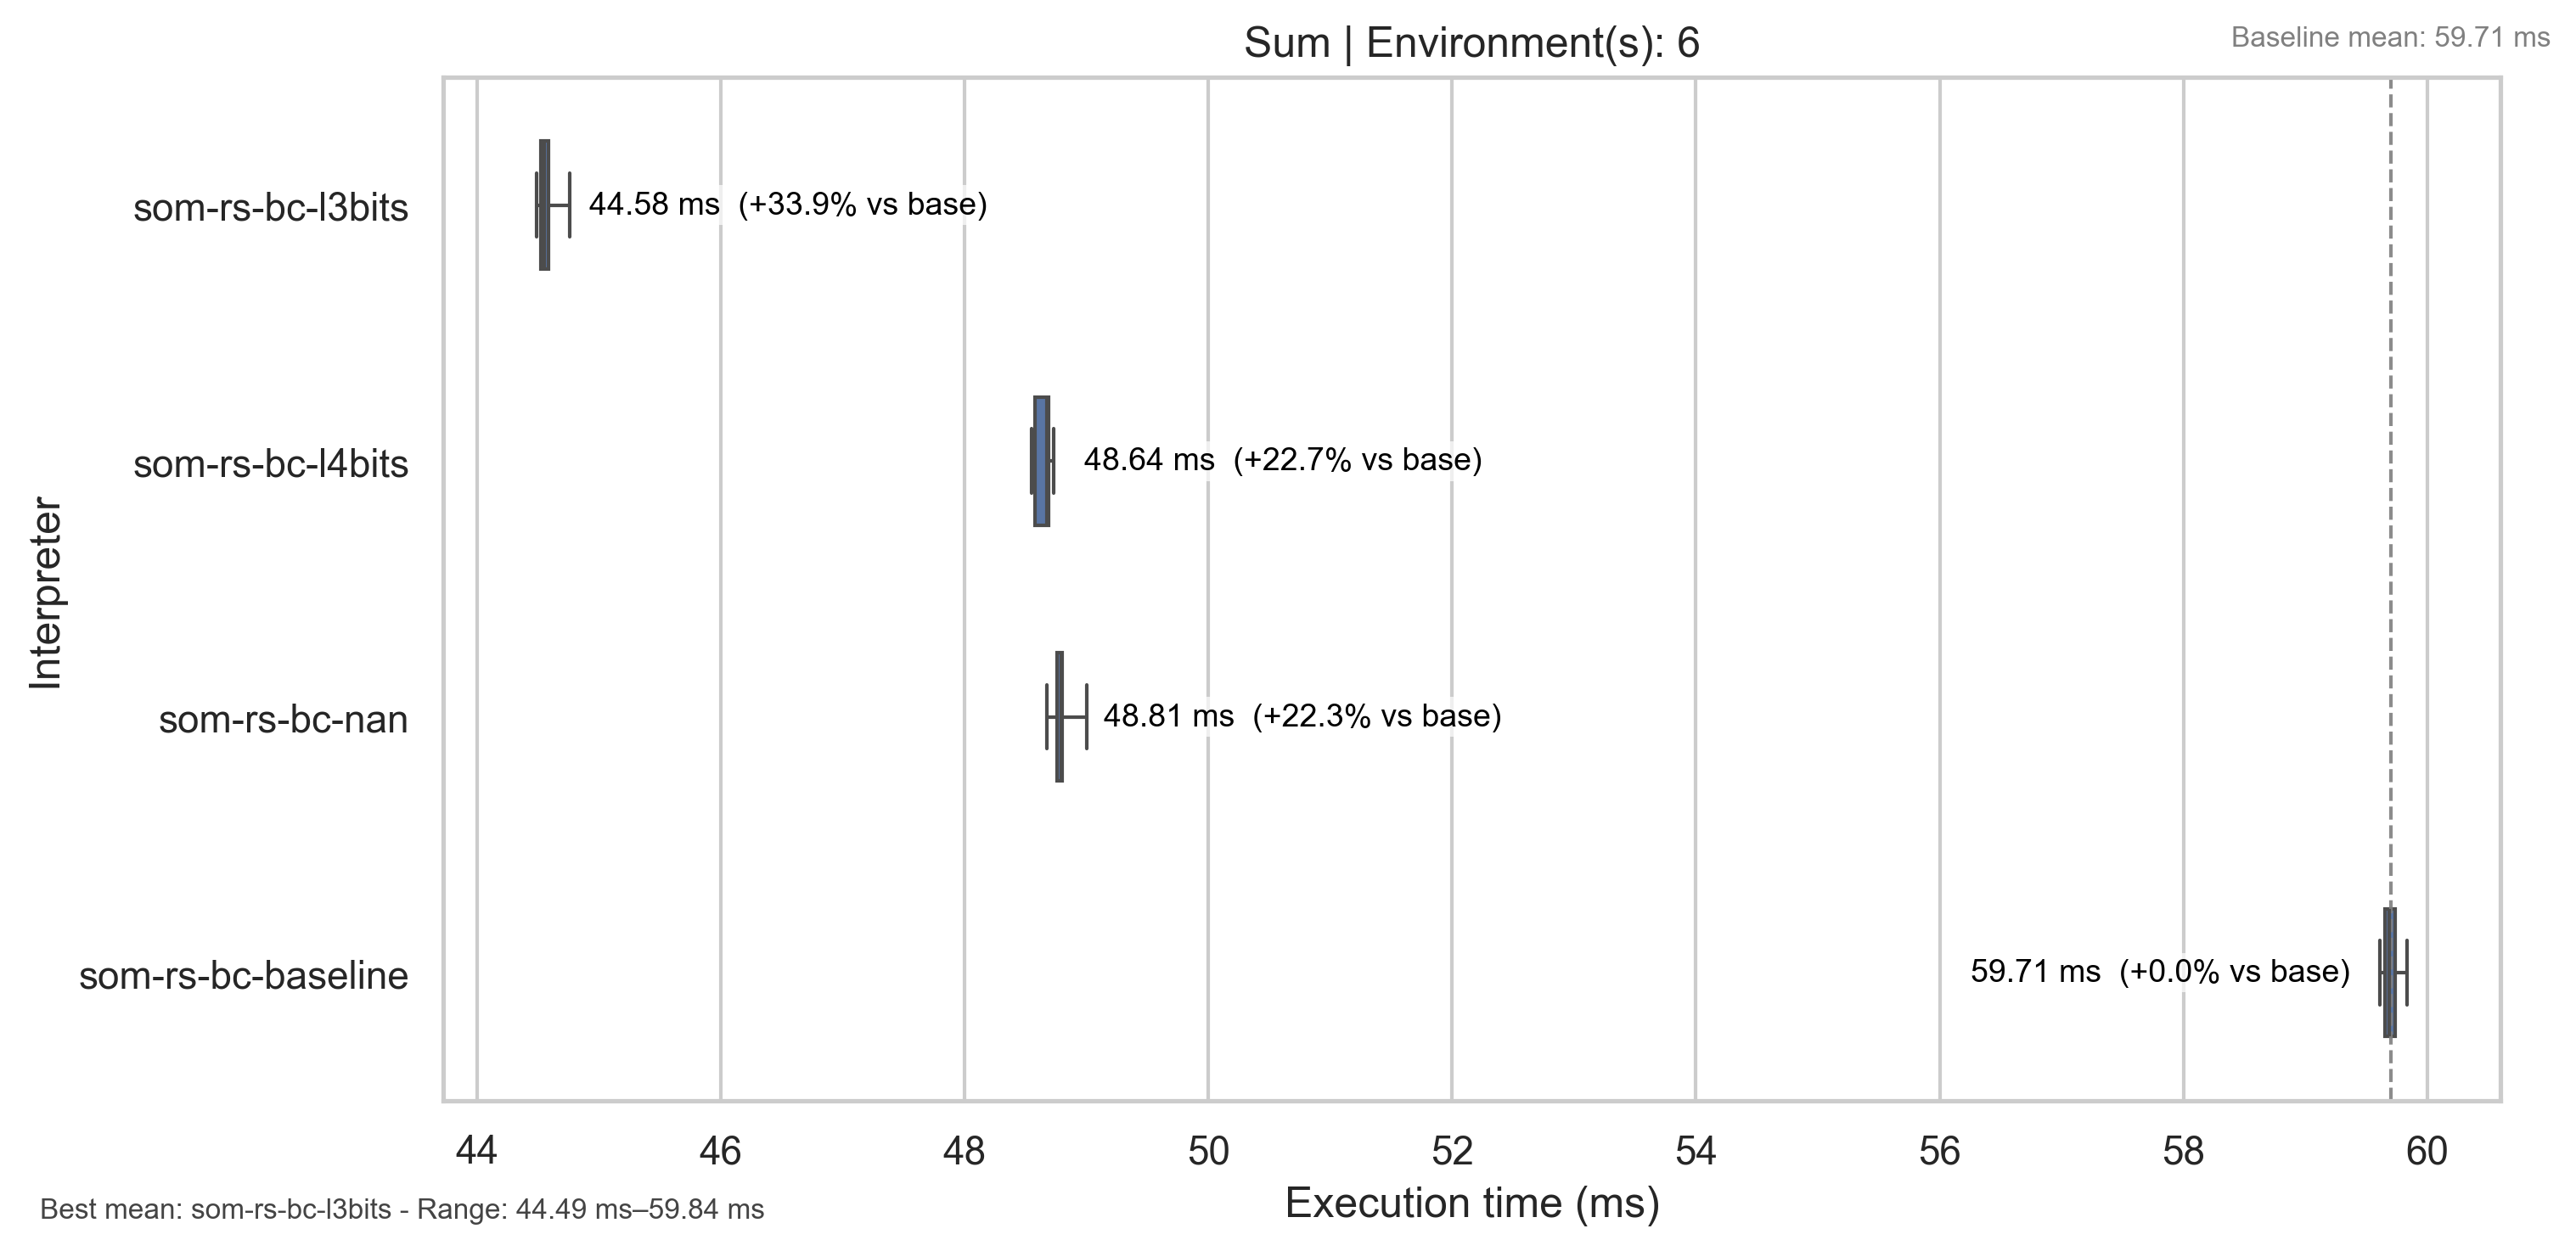 Sum | Environment(s): 6
Baseline mean: 59.71 ms
Interpreter
som-rs-bc-l3bits
44.58 ms  (+33.9% vs base)
som-rs-bc-l4bits
48.64 ms  (+22.7% vs base)
som-rs-bc-nan
48.81 ms  (+22.3% vs base)
som-rs-bc-baseline
59.71 ms  (+0.0% vs base)
44 46 48 50 52 54 56 58 60
Execution time (ms)
Best mean: som-rs-bc-l3bits - Range: 44.49 ms–59.84 ms